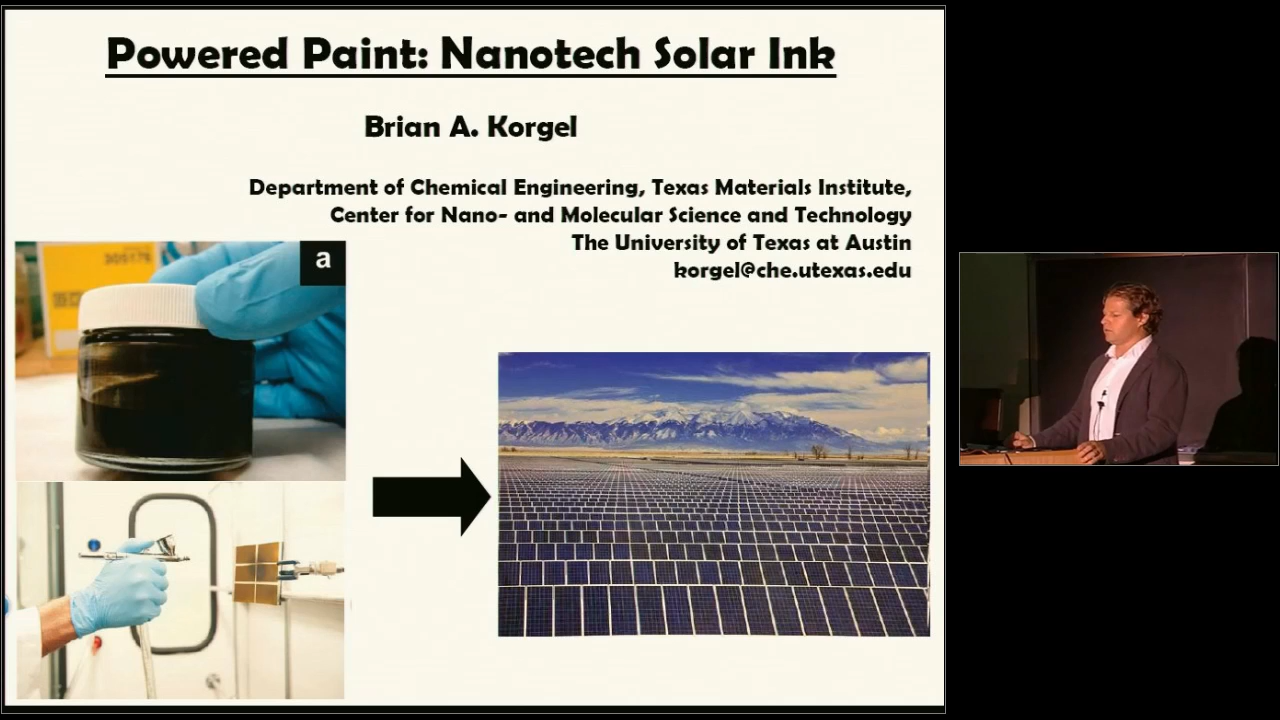 Powered Paint: Nanotech Solar Ink
Brian A. Korgel
Department of Chemical Engineering, Texas Materials Institute,
Center for Nano- and Molecular Science and Technology
The University of Texas at Austin
korgel@che.utexas.edu
a
305176